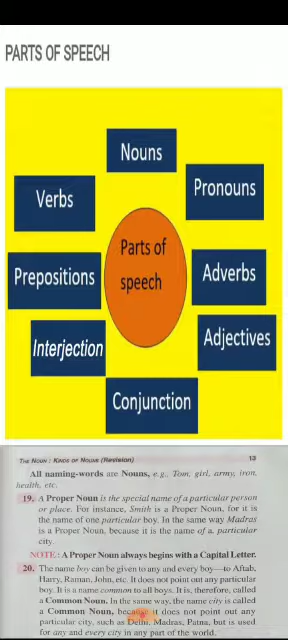 PARTS OF SPEECH
Nouns
Pronouns
Verbs
Parts of
speech
Prepositions
Adverbs
Interjection
Adjectives
Conjunction
THE NOUN : KINDS OF NOUNS (Revision) 13
All naming-words are Nouns, e.g., Tom, girl, army, iron,
health, etc.
19. A Proper Noun is the special name of a particular person
or place. For instance, Smith is a Proper Noun, for it is
the name of one particular boy. In the same way Madras
is a Proper Noun, because it is the name of a particular
city.
NOTE : A Proper Noun always begins with a Capital Letter.
20. The name boy can be given to any and every boy—to Aftab,
Harry, Raman, John, etc. It does not point out any particular
boy. It is a name common to all boys. It is, therefore, called
a Common Noun. In the same way, the name city is called
a Common Noun, because it does not point out any
particular city, such as Delhi, Madras, Patna, but is used
for any and every city in any part of the world.